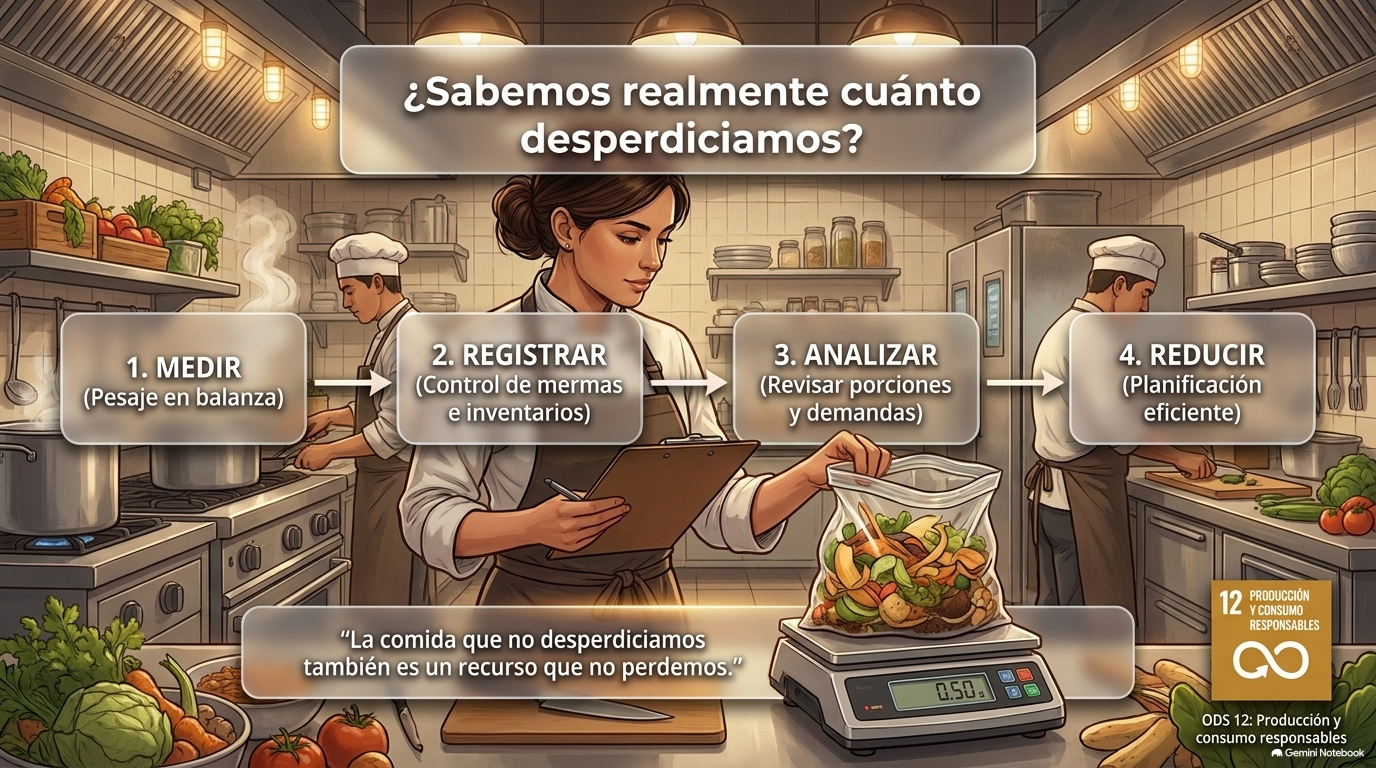 ¿Sabemos realmente cuánto
desperdiciamos?
1. MEDIR
(Pesaje en balanza)
2. REGISTRAR
(Control de mermas
e inventarios)
3. ANALIZAR
(Revisar porciones
y demandas)
4. REDUCIR
(Planificación
eficiente)
“La comida que no desperdiciamos
también es un recurso que no perdemos.”
0.50
12 PRODUCCIÓN
Y CONSUMO
RESPONSABLES
ODS 12: Producción y
consumo responsables
Gemini Notebook